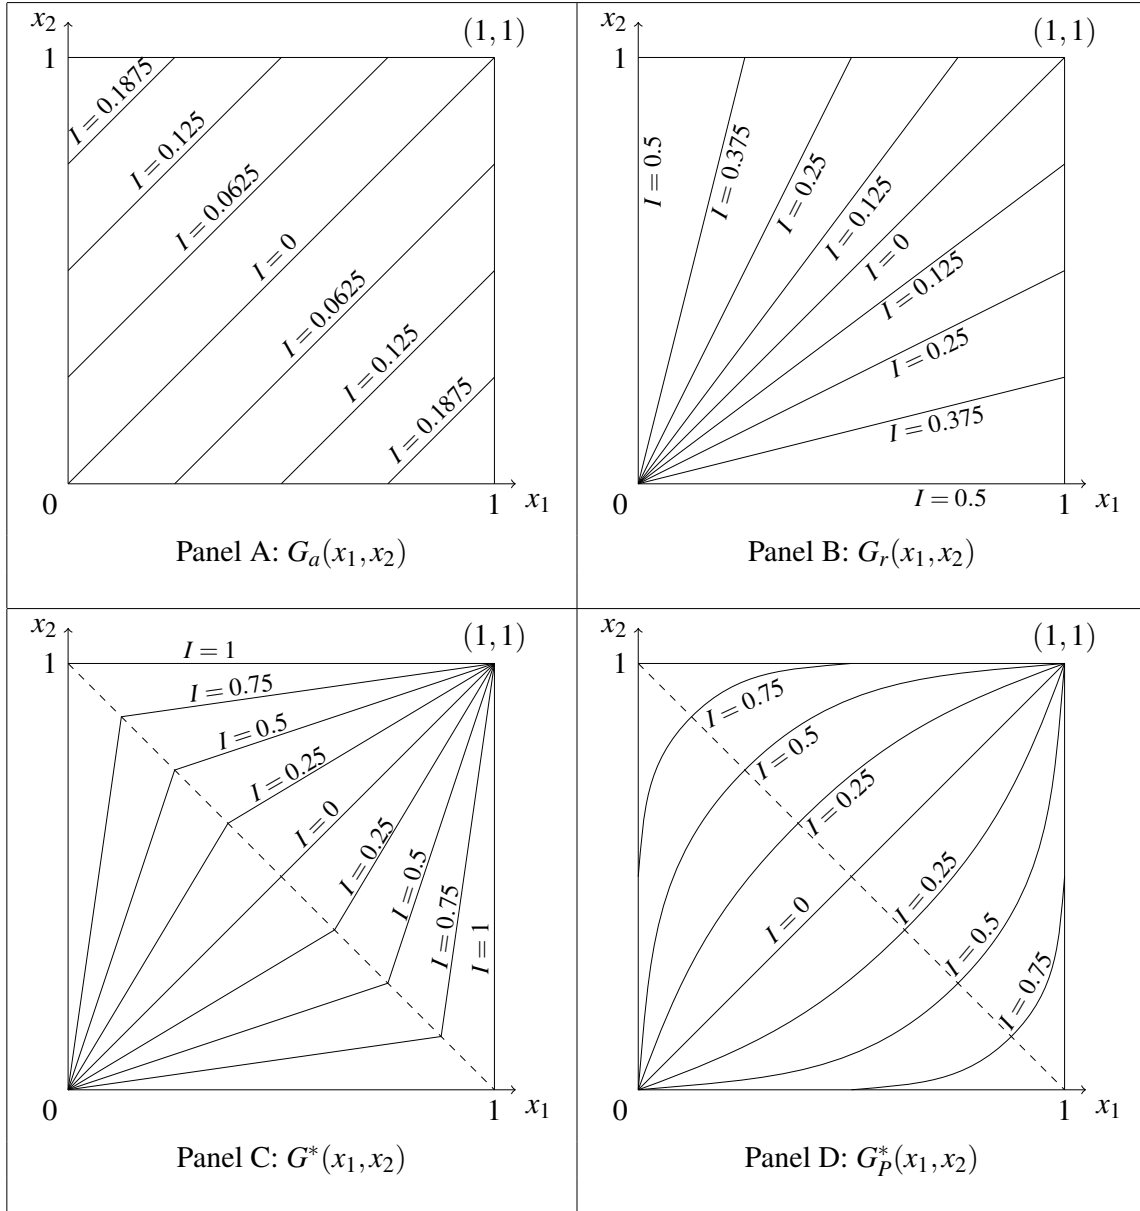 x₂
(1,1)
1
I = 0.1875
I = 0.125
I = 0.0625
I = 0
I = 0.0625
I = 0.125
I = 0.1875
0
1
x₁
Panel A: Gₐ(x₁,x₂)
x₂
(1,1)
1
I = 0.5
I = 0.375
I = 0.25
I = 0.125
I = 0
I = 0.125
I = 0.25
I = 0.375
I = 0.5
0
1
x₁
Panel B: Gᵣ(x₁,x₂)
x₂
(1,1)
1
I = 1
I = 0.75
I = 0.5
I = 0.25
I = 0
I = 0.25
I = 0.5
I = 0.75
I = 1
0
1
x₁
Panel C: G*(x₁,x₂)
x₂
(1,1)
1
I = 0.75
I = 0.5
I = 0.25
I = 0
I = 0.25
I = 0.5
I = 0.75
0
1
x₁
Panel D: G*_P(x₁,x₂)